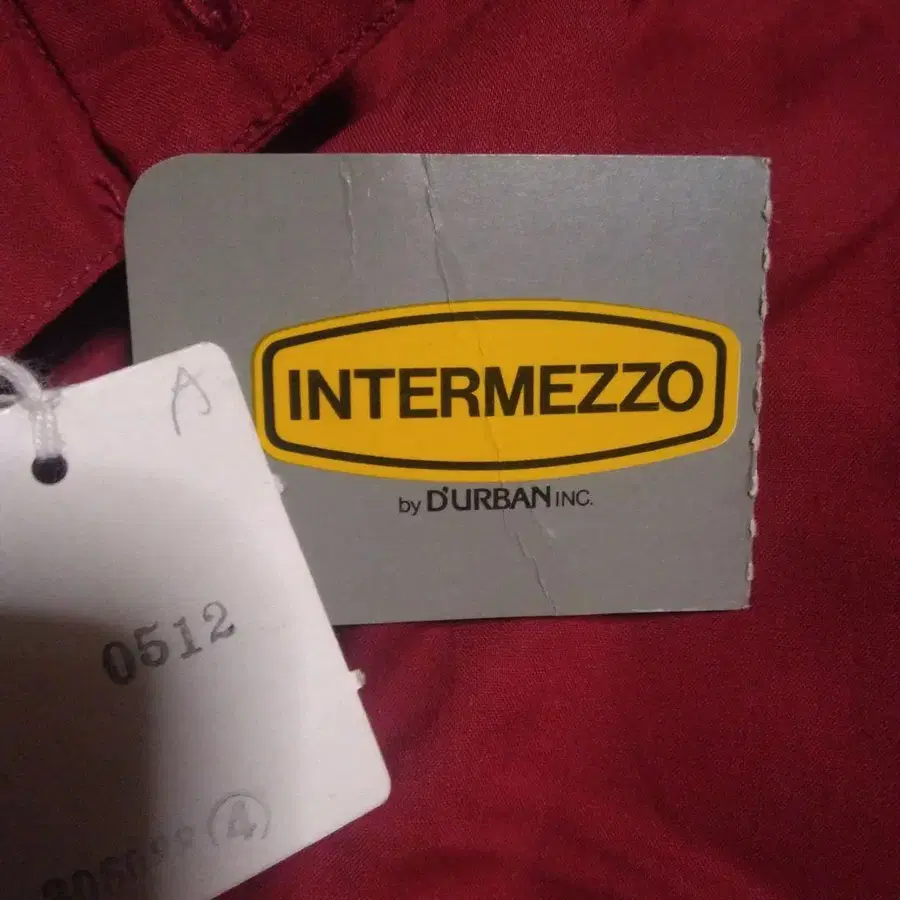 INTERMEZZO
by D'URBAN INC.
A
0512
④